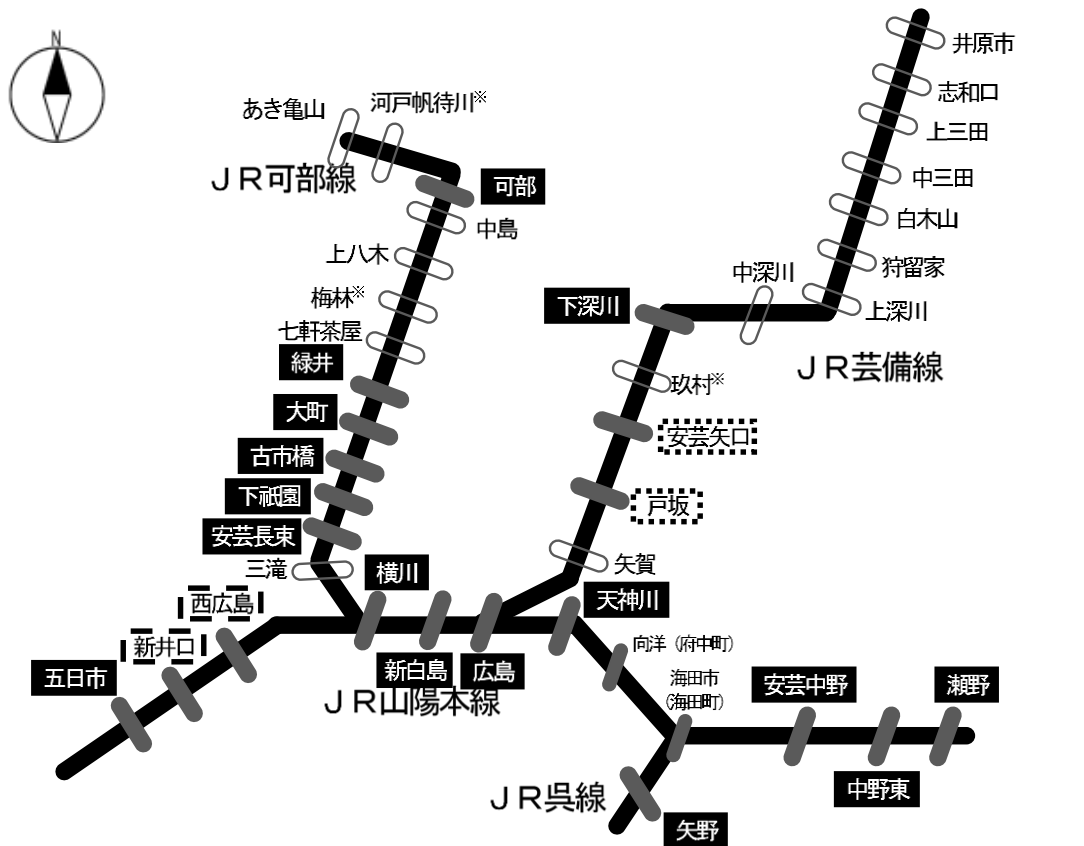 N
井原市
志和口
上三田
中三田
白木山
狩留家
上深川
中深川
下深川
JR芸備線
玖村※
安芸矢口
戸坂
矢賀
あき亀山
河戸帆待川※
JR可部線
可部
中島
上八木
梅林※
七軒茶屋
緑井
大町
古市橋
下祇園
安芸長束
三滝
横川
天神川
西広島
新井口
五日市
新白島
広島
JR山陽本線
向洋（府中町）
海田市
（海田町）
安芸中野
瀬野
中野東
JR呉線
矢野